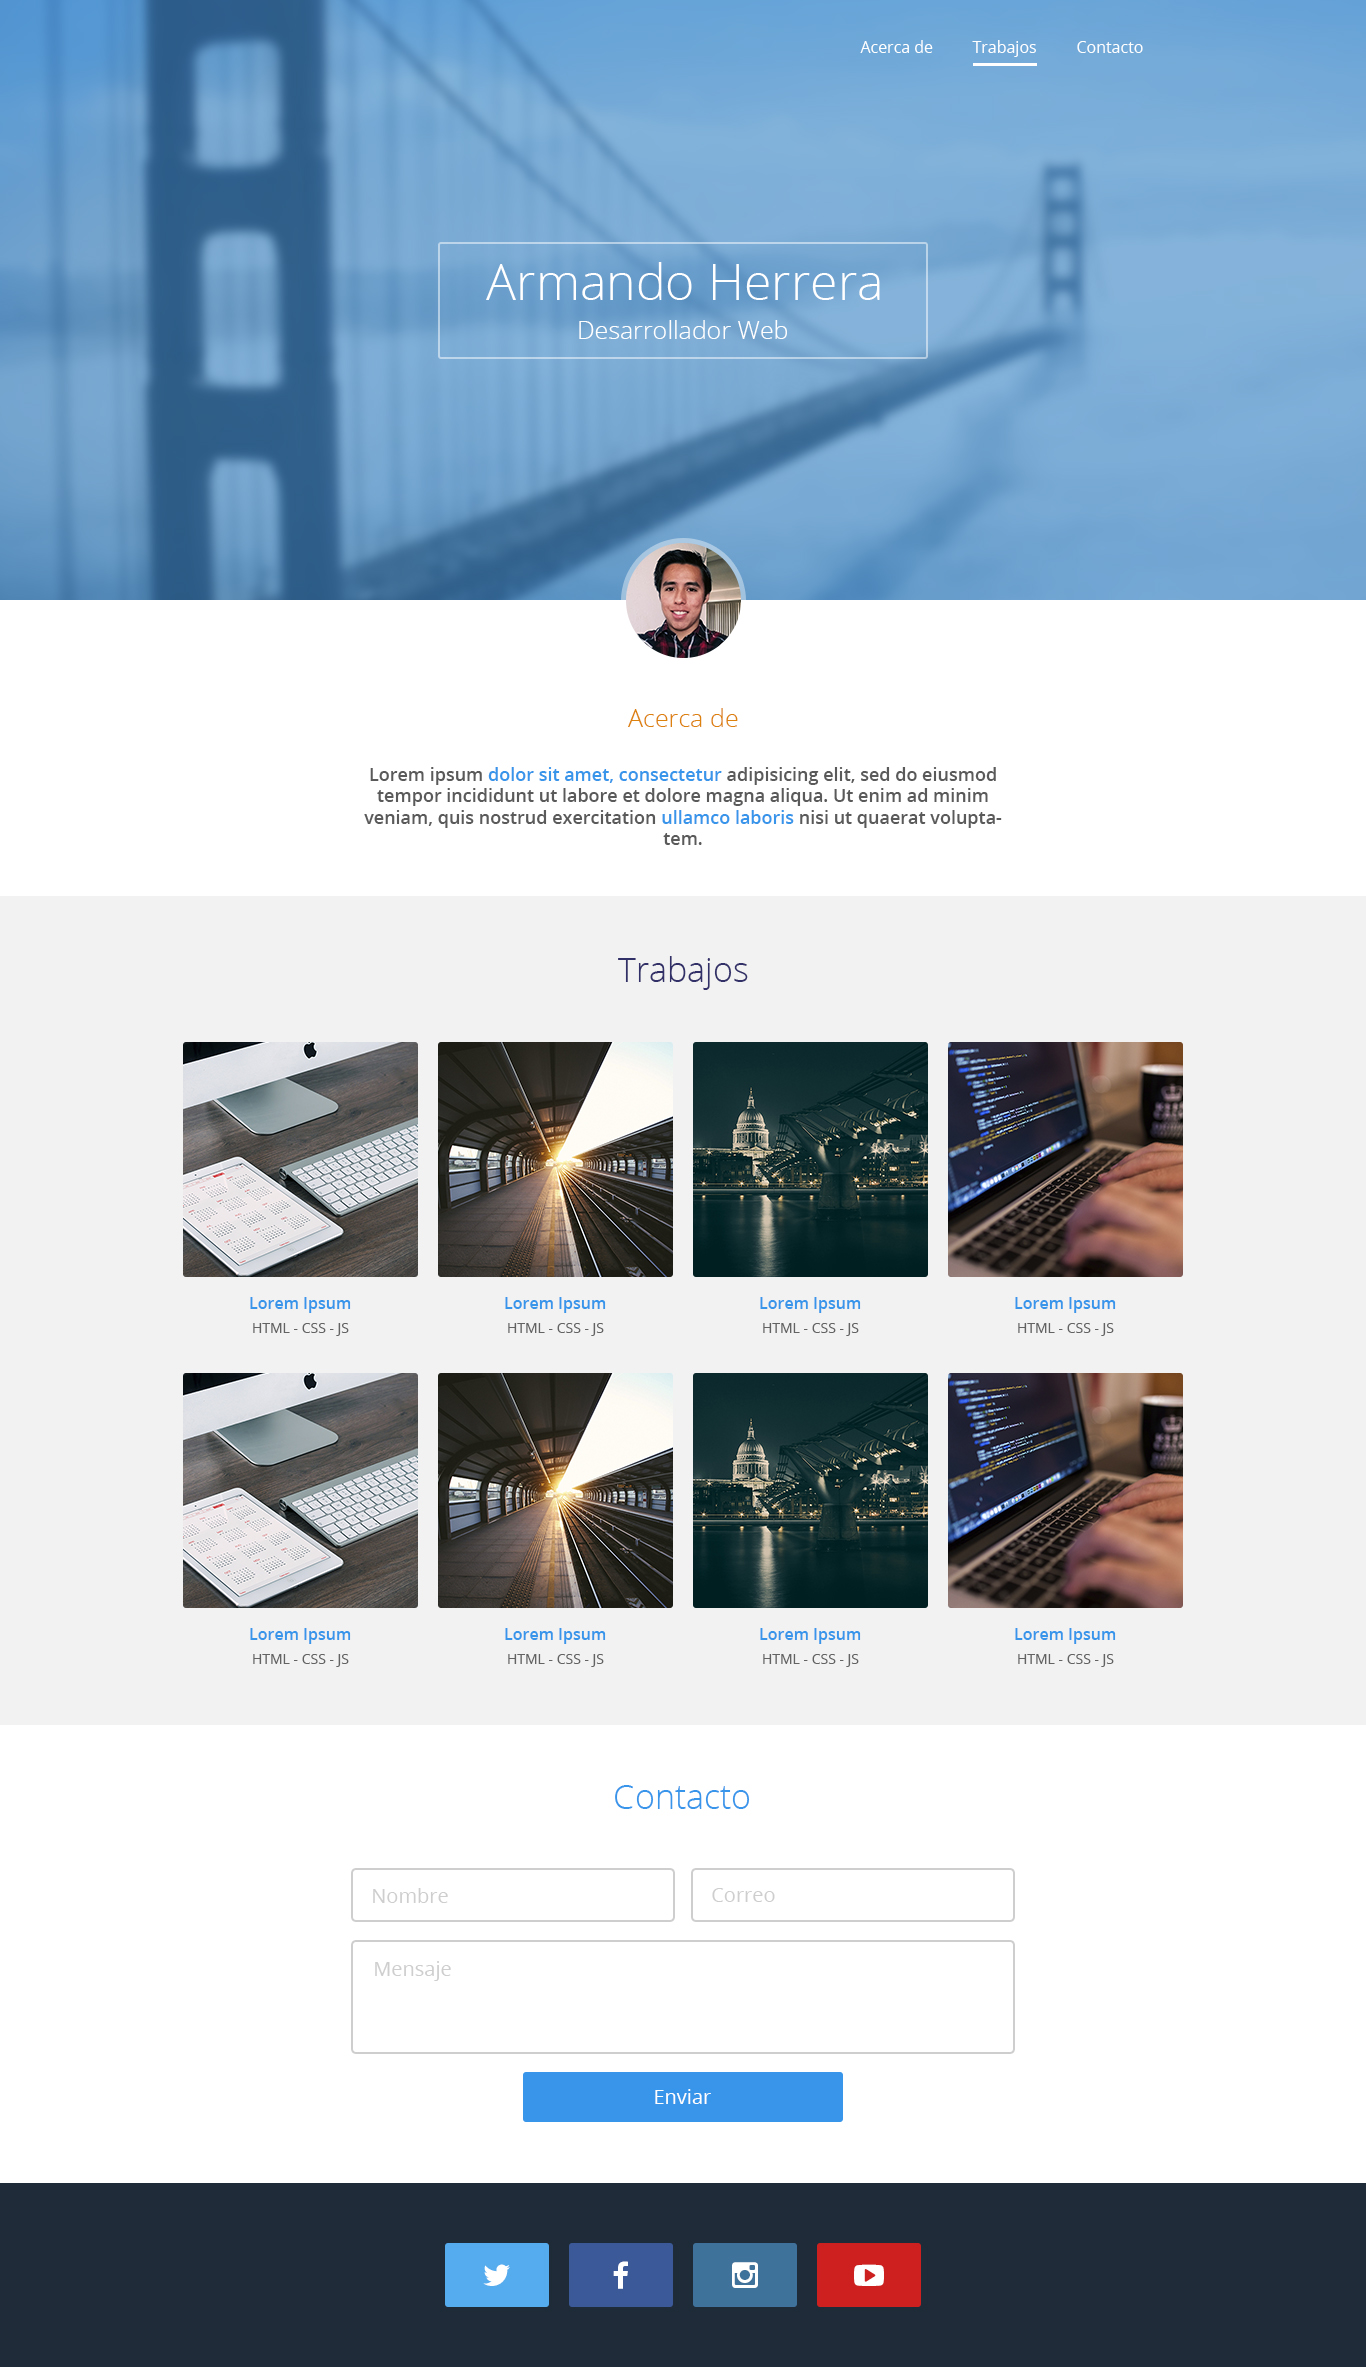 Acerca de Trabajos Contacto
Armando Herrera
Desarrollador Web
Acerca de
Lorem ipsum dolor sit amet, consectetur adipisicing elit, sed do eiusmod
tempor incididunt ut labore et dolore magna aliqua. Ut enim ad minim
veniam, quis nostrud exercitation ullamco laboris nisi ut quaerat volupta-
tem.
Trabajos
Lorem Ipsum
HTML - CSS - JS
Lorem Ipsum
HTML - CSS - JS
Lorem Ipsum
HTML - CSS - JS
Lorem Ipsum
HTML - CSS - JS
Lorem Ipsum
HTML - CSS - JS
Lorem Ipsum
HTML - CSS - JS
Lorem Ipsum
HTML - CSS - JS
Lorem Ipsum
HTML - CSS - JS
Contacto
Nombre
Correo
Mensaje
Enviar